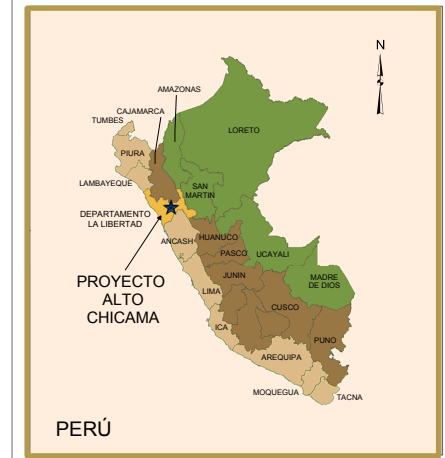 N
AMAZONAS
CAJAMARCA
TUMBES
LORETO
PIURA
LAMBAYEQUE
SAN
MARTIN
DEPARTAMENTO
LA LIBERTAD
HUANUCO
ANCASH
PASCO
UCAYALI
PROYECTO
ALTO
CHICAMA
JUNIN
MADRE
DE DIOS
LIMA
CUSCO
ICA
PUNO
AREQUIPA
MOQUEGUA
TACNA
PERÚ